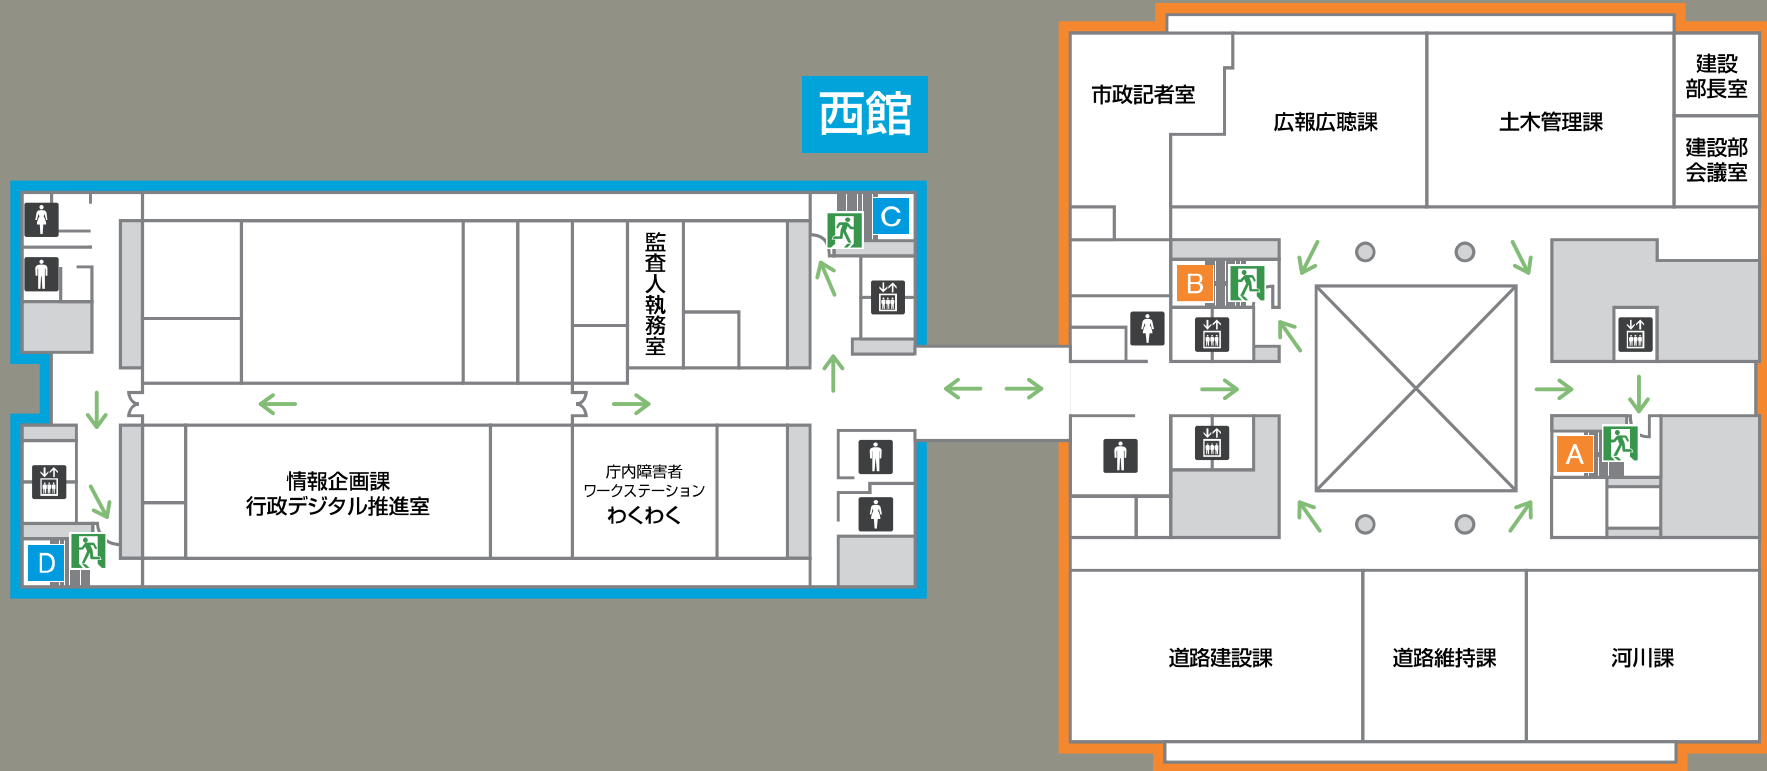 西館
C
監査人執務室
情報企画課
行政デジタル推進室
庁内障害者
ワークステーション
わくわく
D
市政記者室
広報広聴課
土木管理課
建設
部長室
建設部
会議室
B
A
道路建設課
道路維持課
河川課